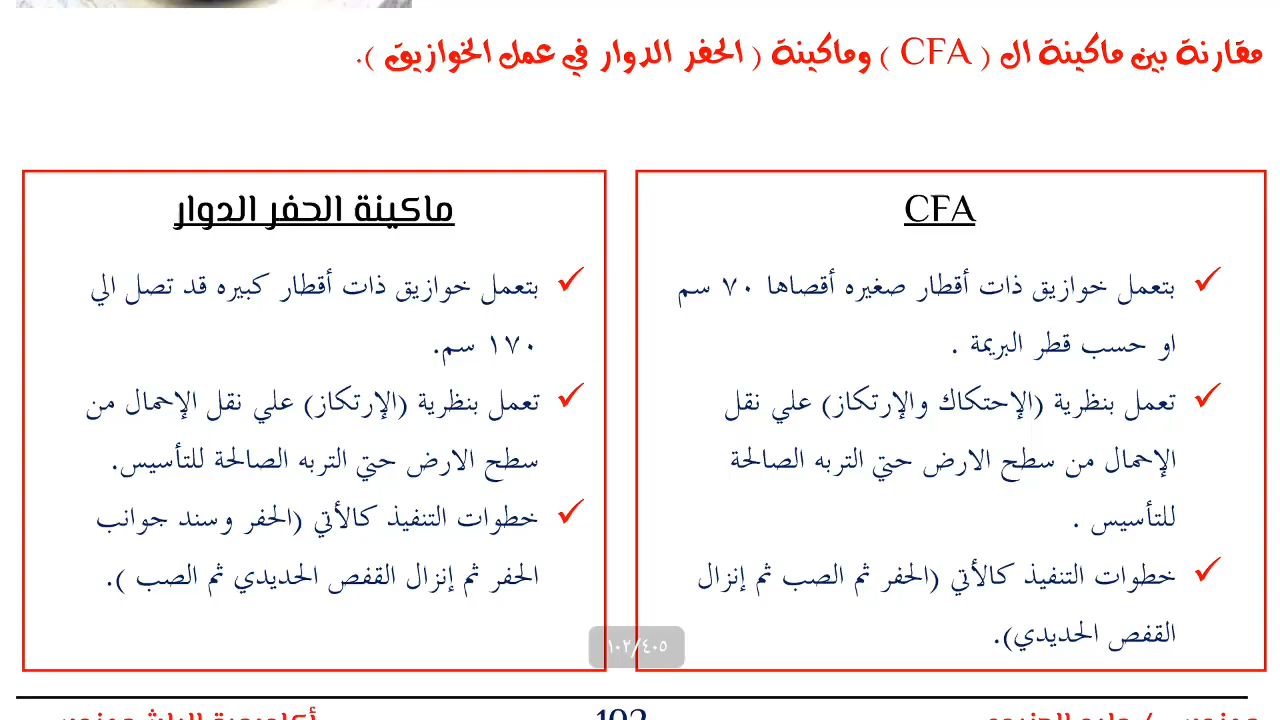 مقارنة بين ماكينة ال ( CFA ) وماكينة ( الحفر الدوار في عمل الخوازيق ).
CFA
بتعمل خوازيق ذات أقطار صغيره أقصاها ٧٠ سم
او حسب قطر البريمة .
تعمل بنظرية (الإحتكاك والإرتكاز) علي نقل
الإحمال من سطح الارض حتي التربه الصالحة
للتأسيس .
خطوات التنفيذ كالأتي (الحفر ثم الصب ثم إنزال
القفص الحديدي).
ماكينة الحفر الدوار
بتعمل خوازيق ذات أقطار كبيره قد تصل الي
١٧٠ سم.
تعمل بنظرية (الإرتكاز) علي نقل الإحمال من
سطح الارض حتي التربه الصالحة للتأسيس.
خطوات التنفيذ كالأتي (الحفر وسند جوانب
الحفر ثم إنزال القفص الحديدي ثم الصب ).
١٠٢/٤٠٥
102